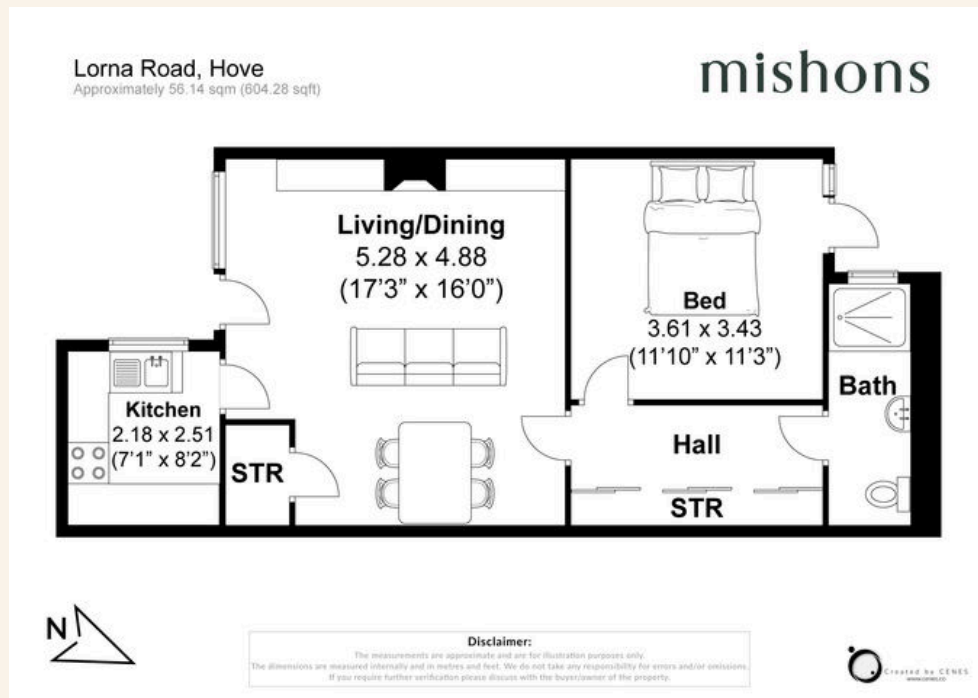 Lorna Road, Hove
Approximately 56.14 sqm (604.28 sqft)
mishons
Living/Dining
5.28 x 4.88
(17'3" x 16'0")
Bed
3.61 x 3.43
(11'10" x 11'3")
Kitchen
2.18 x 2.51
(7'1" x 8'2")
STR
Hall
STR
Bath
N
Disclaimer:
The measurements are approximate and are for illustration purposes only.
The dimensions are measured internally and in metres and feet. We do not take any responsibility for errors and/or omissions.
If you require further verification please discuss with the buyer/owner of the property.
Created by CENES
www.cenes.co